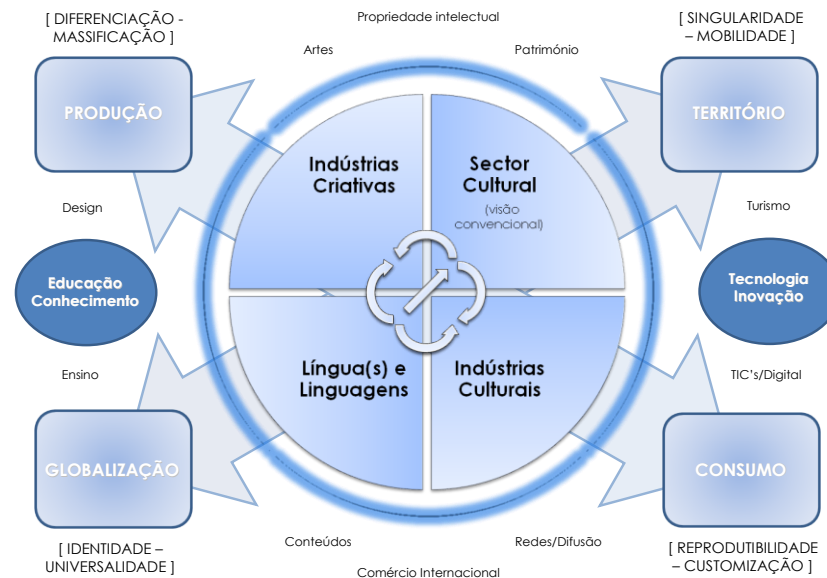 [ DIFERENCIAÇÃO -
MASSIFICAÇÃO ]
Propriedade intelectual
[ SINGULARIDADE
– MOBILIDADE ]
Artes
Património
PRODUÇÃO
TERRITÓRIO
Indústrias
Criativas
Sector
Cultural
(visão
convencional)
Design
Turismo
Educação
Conhecimento
Tecnologia
Inovação
Língua(s) e
Linguagens
Indústrias
Culturais
Ensino
TIC's/Digital
GLOBALIZAÇÃO
CONSUMO
Conteúdos
Redes/Difusão
[ IDENTIDADE –
UNIVERSALIDADE ]
Comércio Internacional
[ REPRODUTIBILIDADE
– CUSTOMIZAÇÃO ]